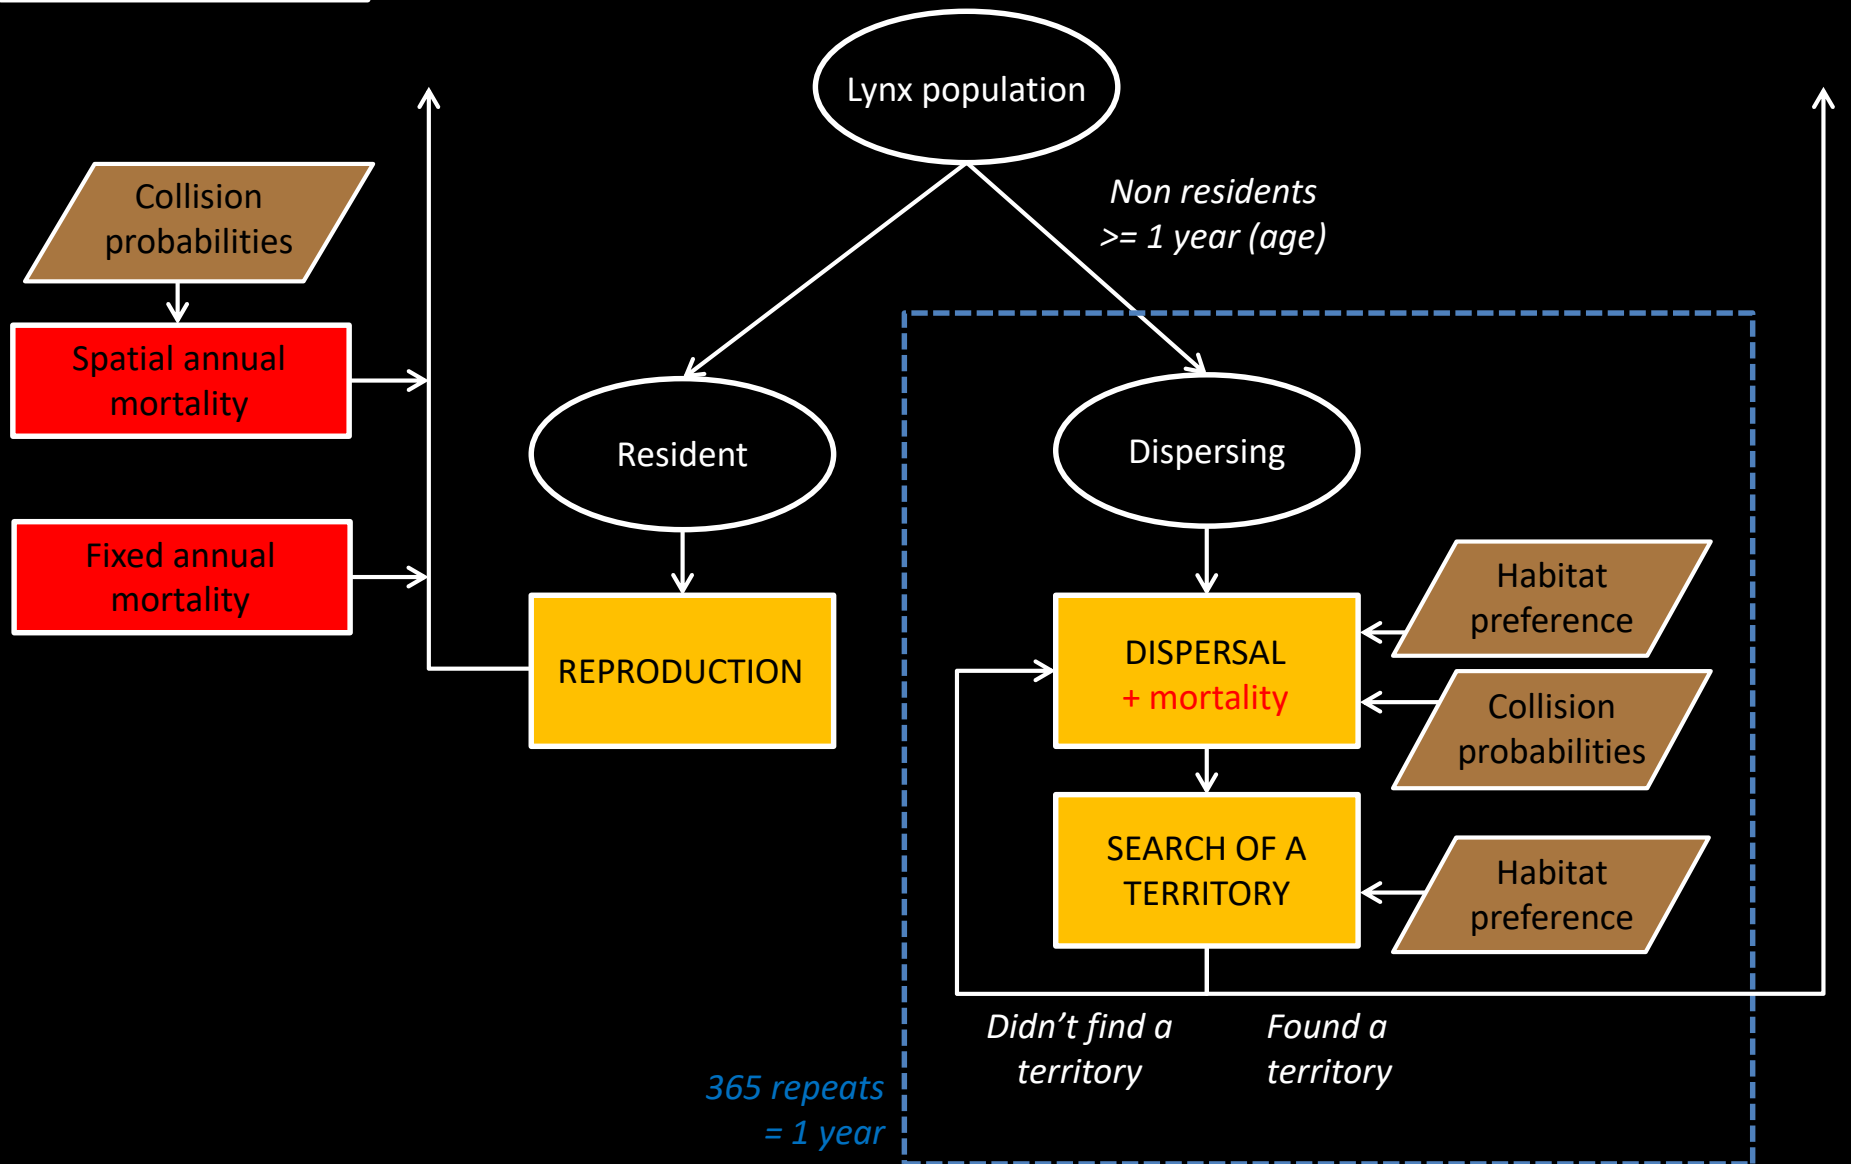 Lynx population
Non residents
>= 1 year (age)
Collision
probabilities
Spatial annual
mortality
Fixed annual
mortality
Resident
REPRODUCTION
Dispersing
DISPERSAL
+ mortality
Habitat
preference
Collision
probabilities
SEARCH OF A
TERRITORY
Habitat
preference
Didn’t find a
territory
Found a
territory
365 repeats
= 1 year